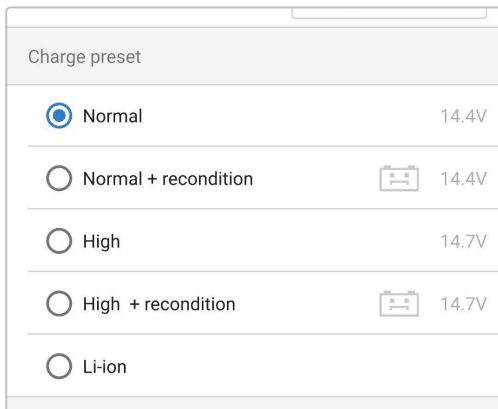 Charge preset
Normal 14.4V
Normal + recondition 14.4V
High 14.7V
High + recondition 14.7V
Li-ion